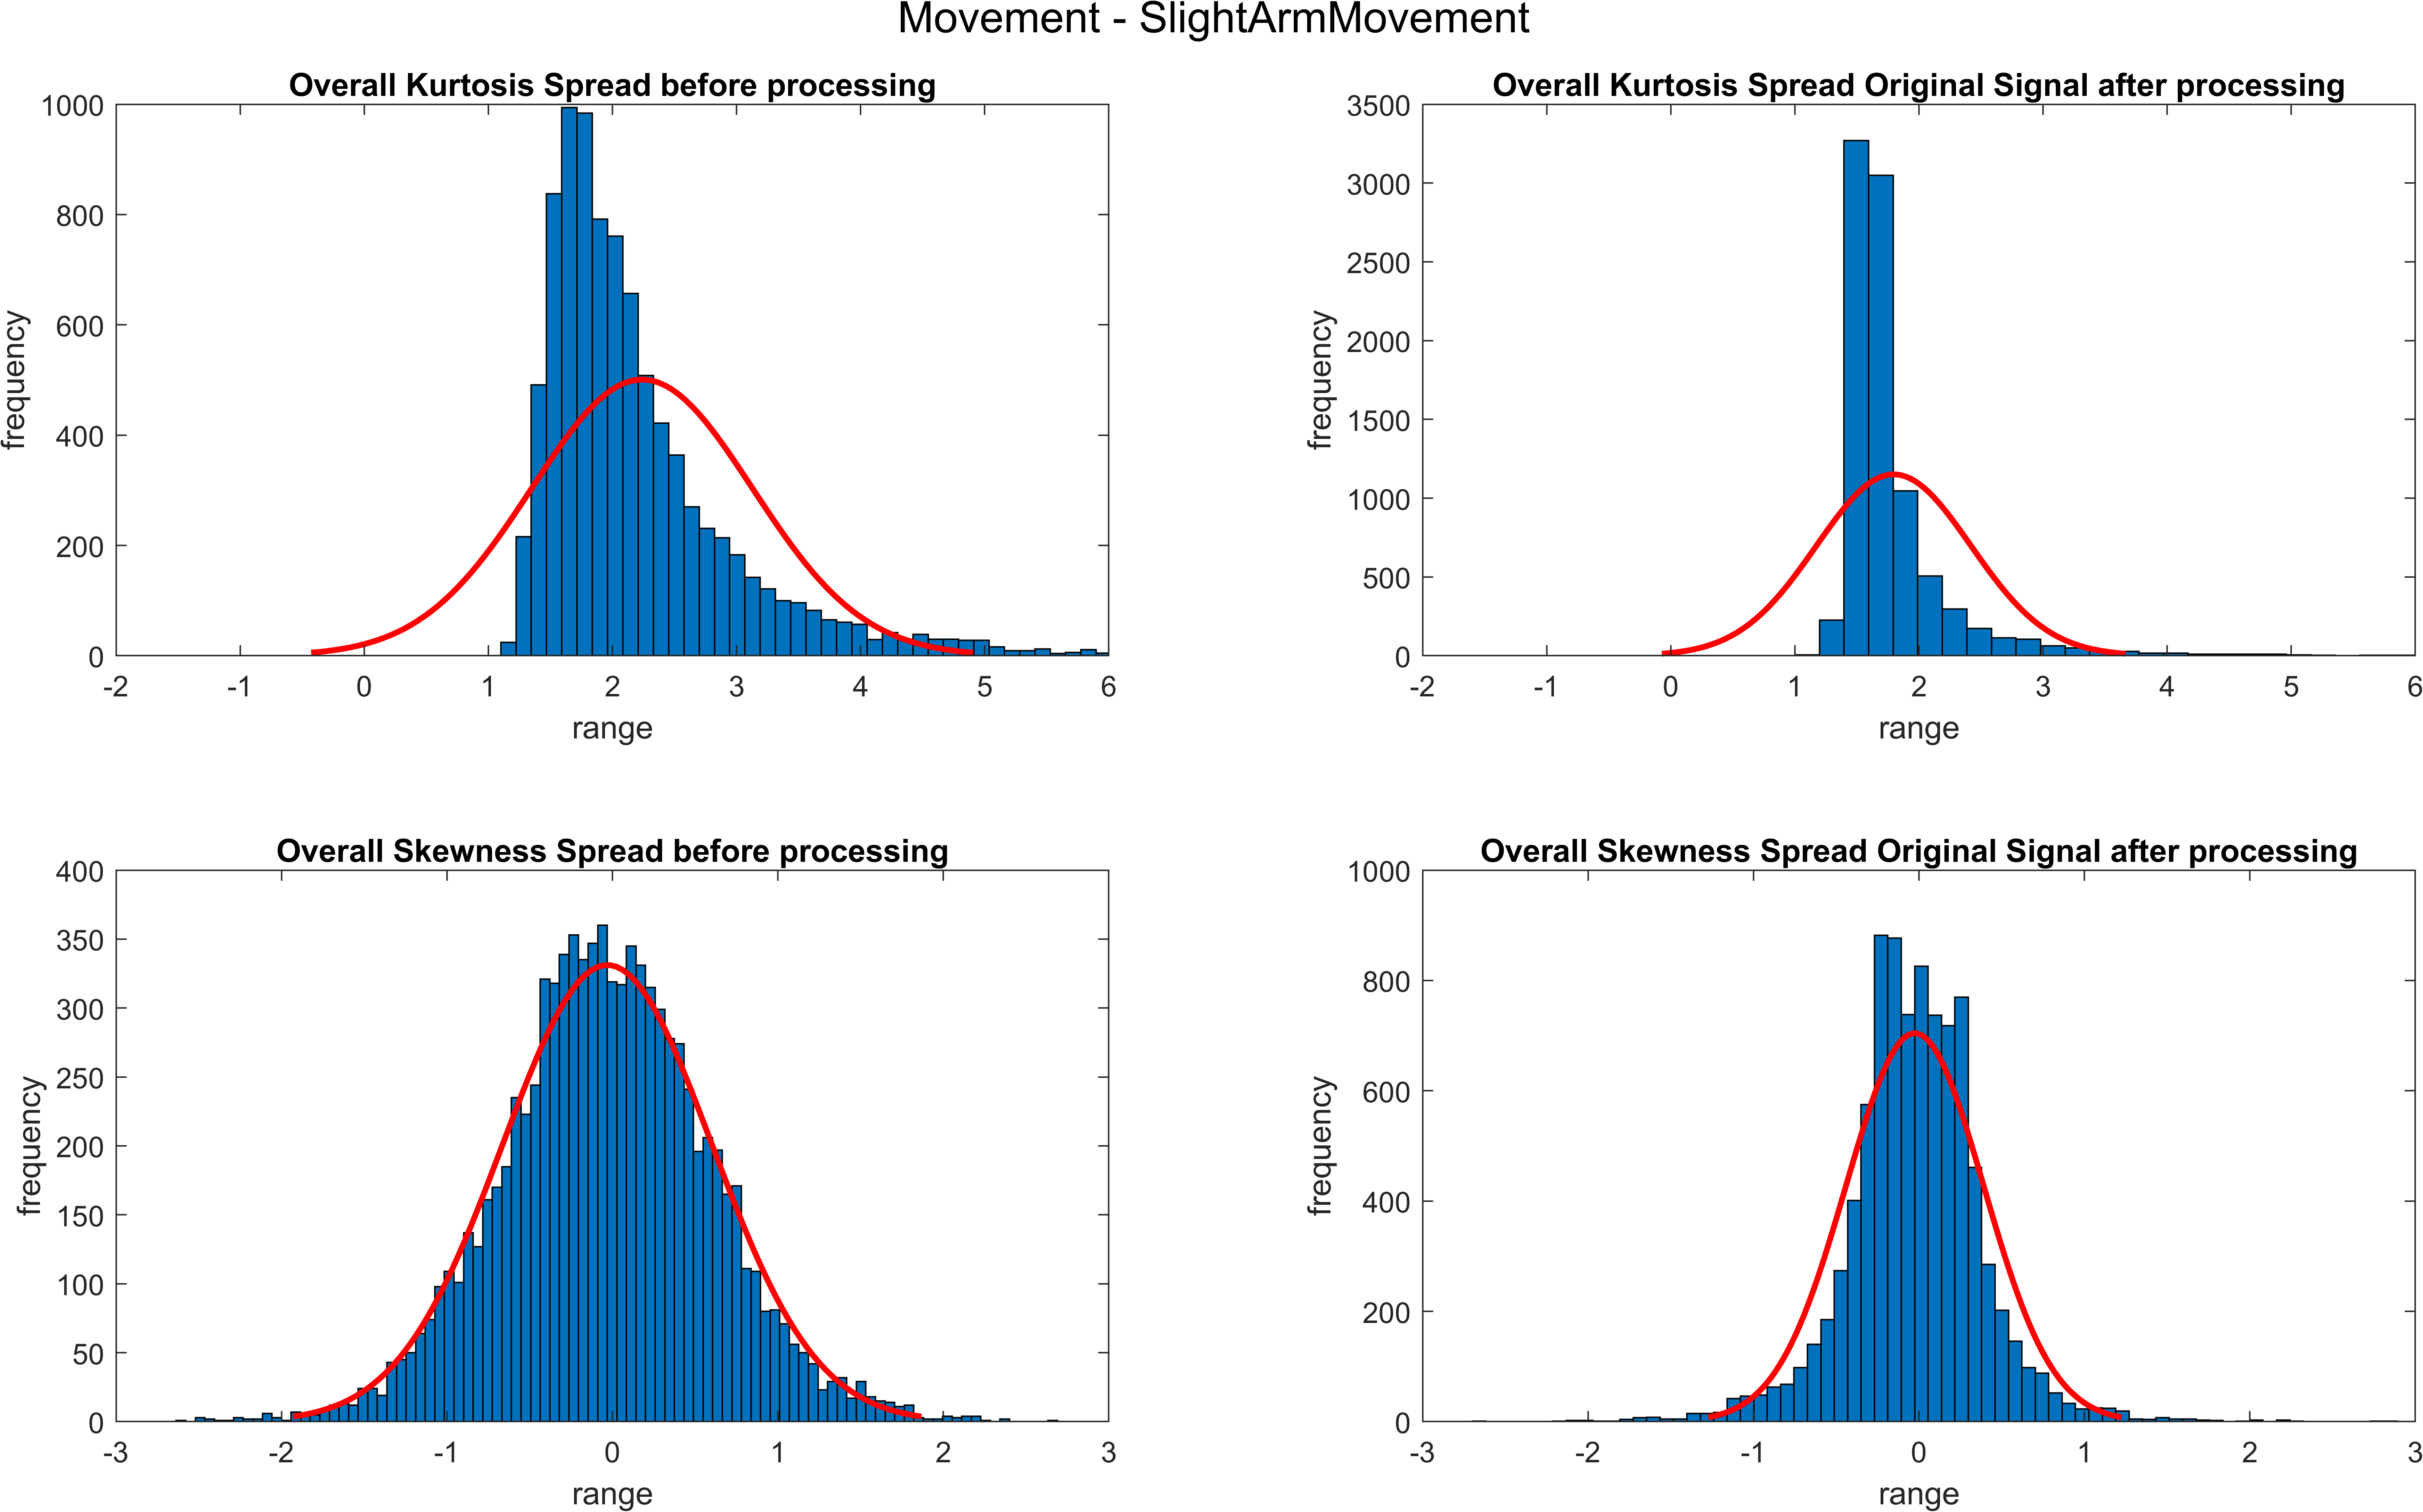 Movement - SlightArmMovement
Overall Kurtosis Spread before processing
1000
800
600
400
200
0
frequency
-2 -1 0 1 2 3 4 5 6
range
Overall Kurtosis Spread Original Signal after processing
3500
3000
2500
2000
1500
1000
500
0
frequency
-2 -1 0 1 2 3 4 5 6
range
Overall Skewness Spread before processing
400
350
300
250
200
150
100
50
0
frequency
-3 -2 -1 0 1 2 3
range
Overall Skewness Spread Original Signal after processing
1000
800
600
400
200
0
frequency
-3 -2 -1 0 1 2 3
range